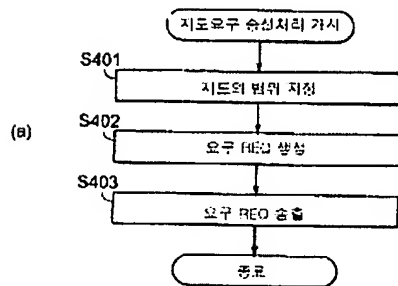 지도요구 송신처리 개시
S401
지도의 범위 지정
(a)
S402
요구 REQ 생성
S403
요구 REQ 송출
종료